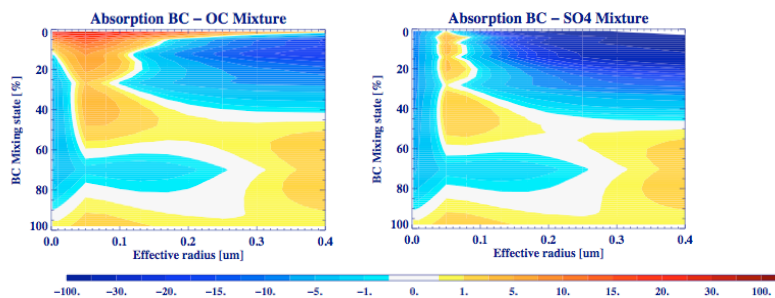 Absorption BC – OC Mixture
BC Mixing state [%]
0
20
40
60
80
100
0.0 0.1 0.2 0.3 0.4
Effective radius [um]
Absorption BC – SO4 Mixture
BC Mixing state [%]
0
20
40
60
80
100
0.0 0.1 0.2 0.3 0.4
Effective radius [um]
−100. −30. −15. −10. −5. −1. 0. 1. 5. 10. 15. 20. 30. 100.